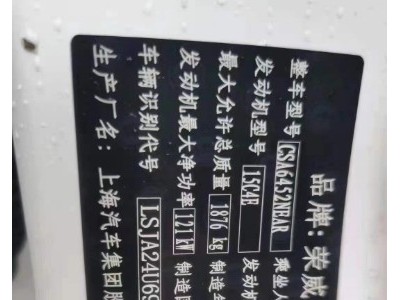 品牌:荣威
整车型号 CSA6452NEAR 乘坐人
发动机型号 15C4E 发动机
最大允许总质量 1876 kg 制造
发动机最大净功率 121kW 制造国
车辆识别代号 LSJA24U69
生产厂名:上海汽车集团股